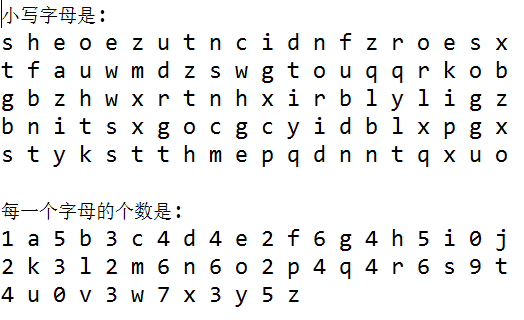 小写字母是:
s h e o e z u t n c i d n f z r o e s x
t f a u w m d z s w g t o u q q r k o b
g b z h w x r t n h x i r b l y l i g z
b n i t s x g o c g c y i d b l x p g x
s t y k s t t h m e p q d n n t q x u o
每一个字母的个数是:
1 a 5 b 3 c 4 d 4 e 2 f 6 g 4 h 5 i 0 j
2 k 3 l 2 m 6 n 6 o 2 p 4 q 4 r 6 s 9 t
4 u 0 v 3 w 7 x 3 y 5 z